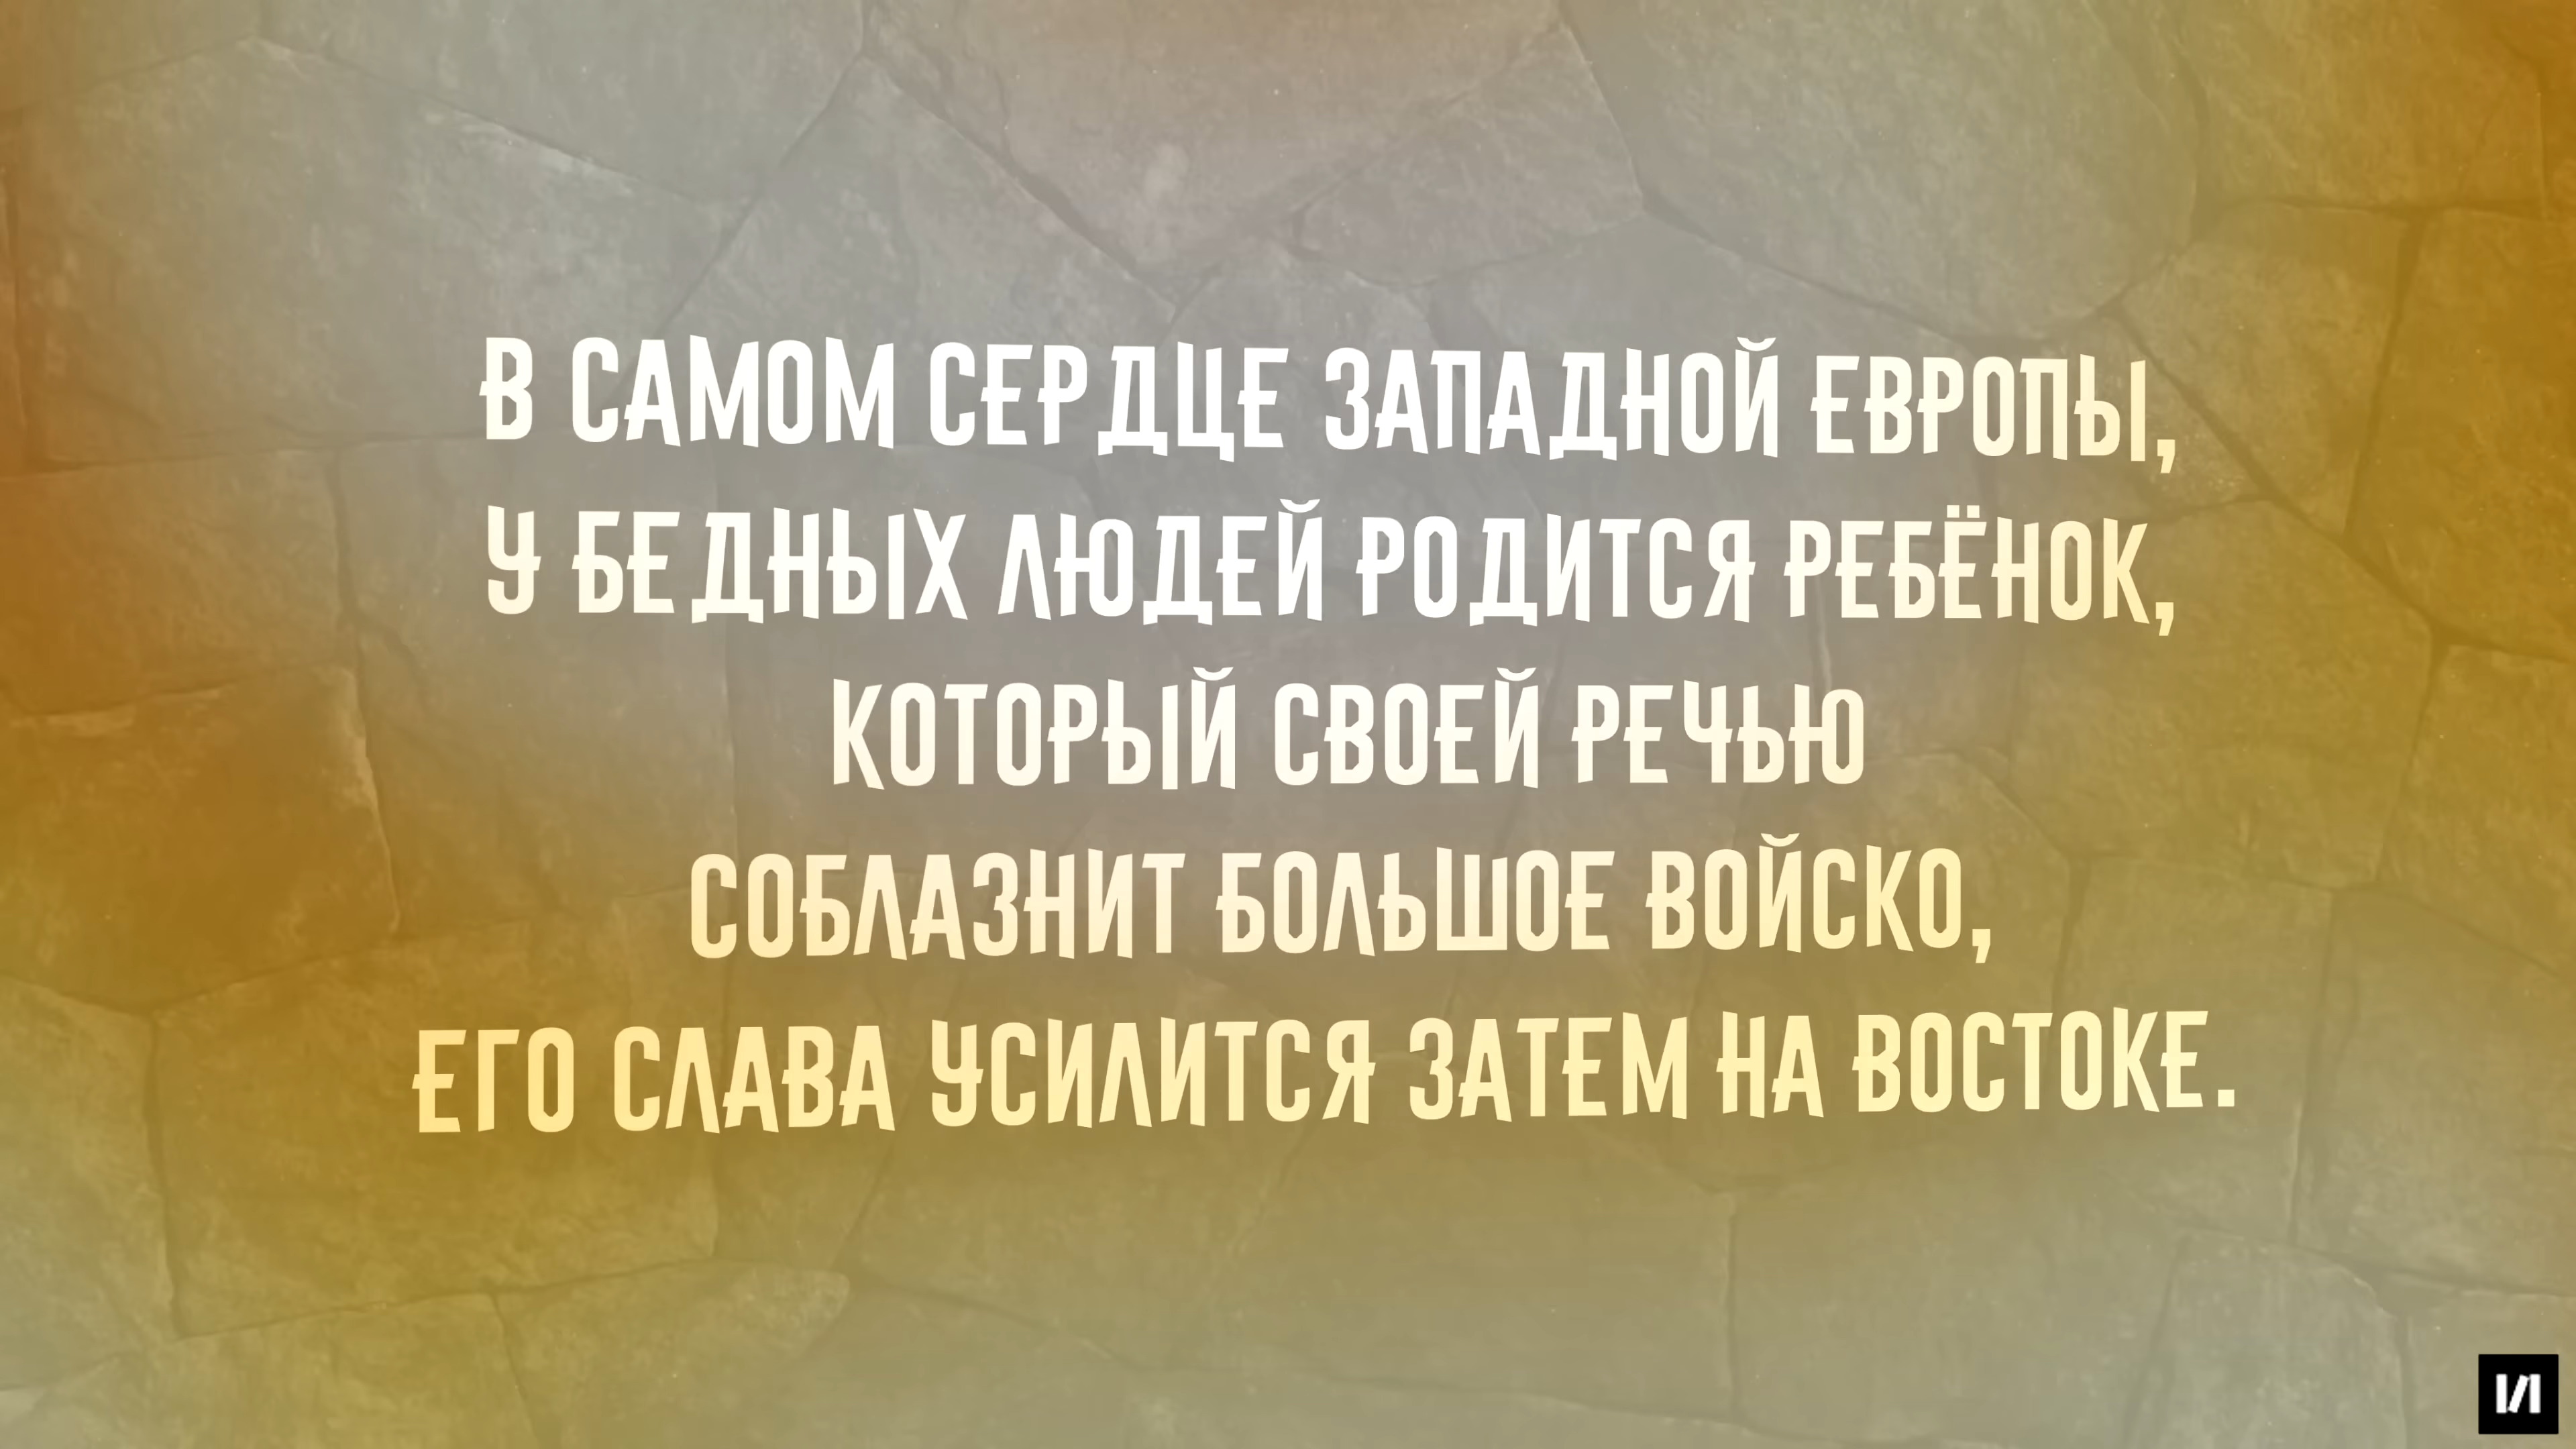 В САМОМ СЕРДЦЕ ЗАПАДНОЙ ЕВРОПЫ,
У БЕДНЫХ ЛЮДЕЙ РОДИТСЯ РЕБЁНОК,
КОТОРЫЙ СВОЕЙ РЕЧЬЮ
СОБЛАЗНИТ БОЛЬШОЕ ВОЙСКО,
ЕГО СЛАВА УСИЛИТСЯ ЗАТЕМ НА ВОСТОКЕ.
И